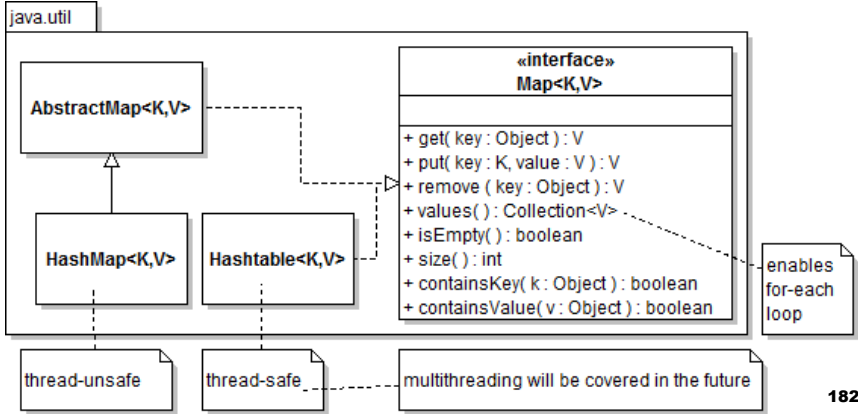 java.util
«interface»
Map<K,V>
AbstractMap<K,V>
+ get( key : Object ) : V
+ put( key : K, value : V ) : V
+ remove ( key : Object ) : V
+ values( ) : Collection<V>
+ isEmpty( ) : boolean
+ size( ) : int
+ containsKey( k : Object ) : boolean
+ containsValue( v : Object ) : boolean
HashMap<K,V>
Hashtable<K,V>
enables
for-each
loop
thread-unsafe
thread-safe
multithreading will be covered in the future
182